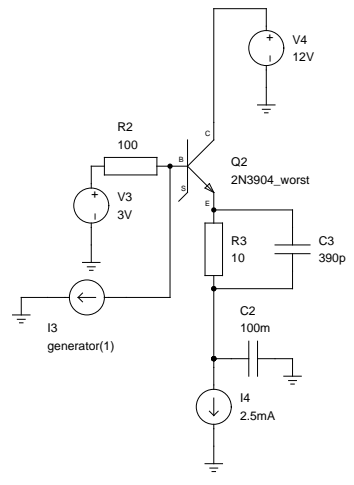 V4
12V
R2
100
C
B
Q2
S
2N3904_worst
E
V3
3V
R3
10
C3
390p
I3
generator(1)
C2
100m
I4
2.5mA